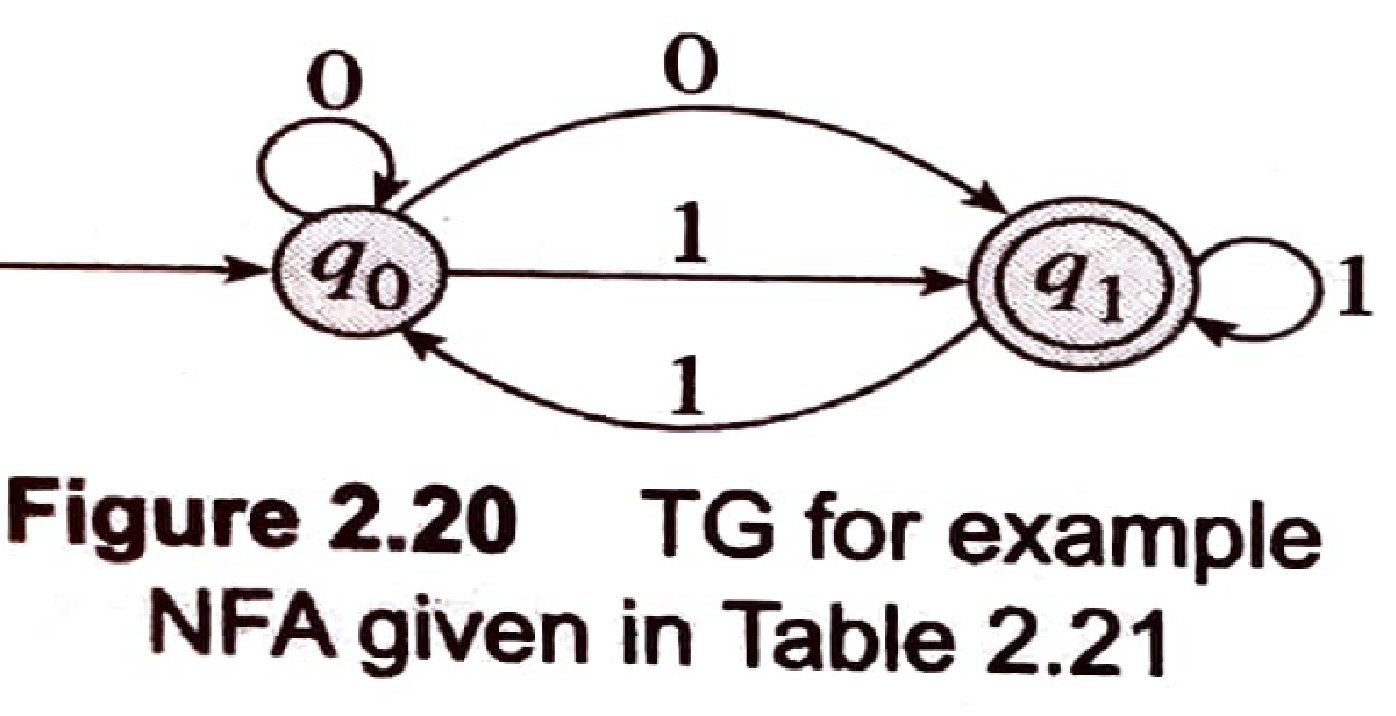 0
0
1
q0
q1
1
1
Figure 2.20 TG for example
NFA given in Table 2.21